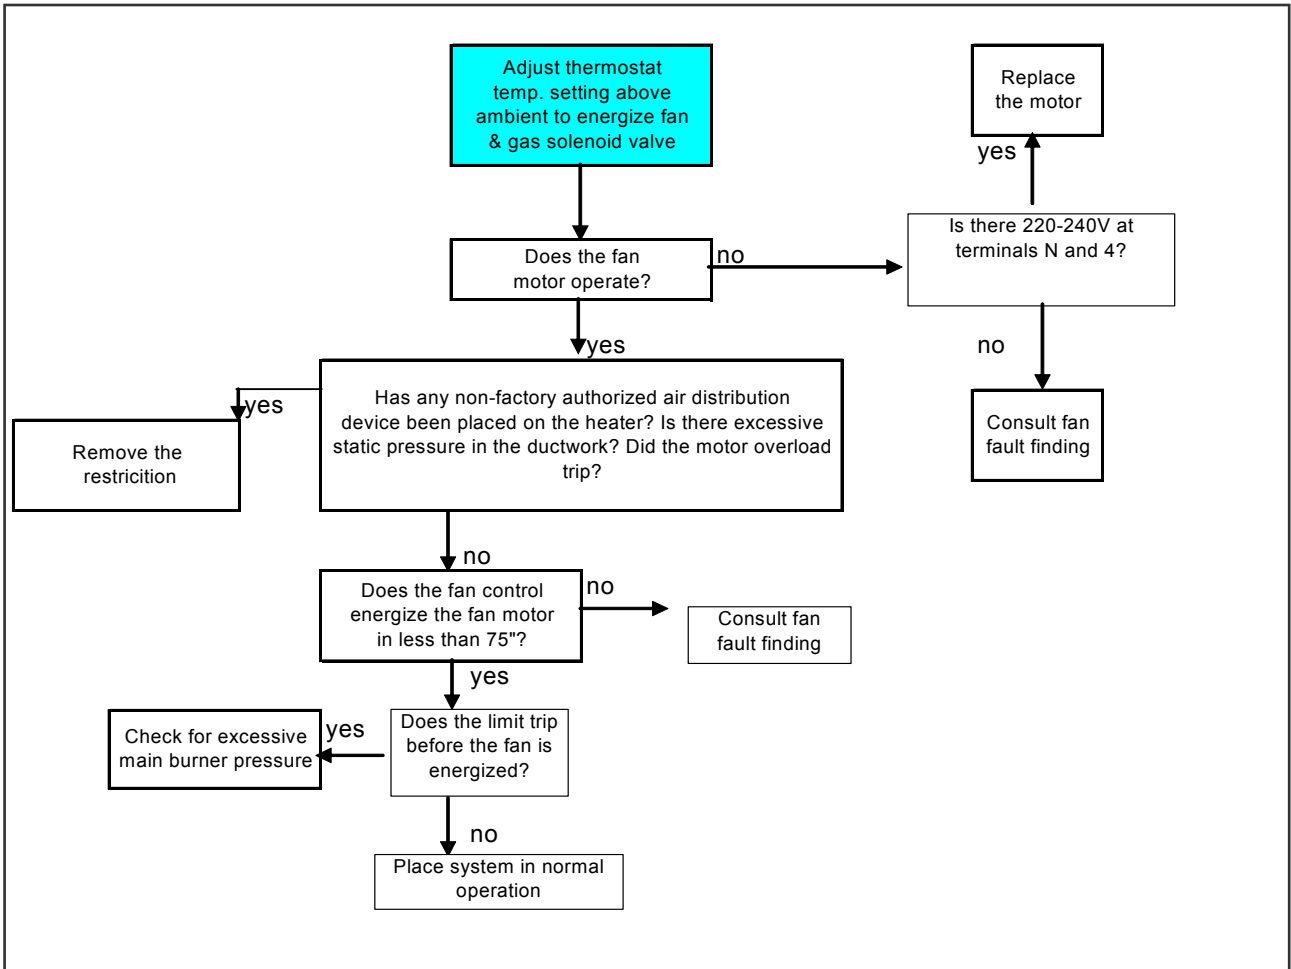 Adjust thermostat
temp. setting above
ambient to energize fan
& gas solenoid valve
Replace
the motor
yes
Is there 220-240V at
terminals N and 4?
Does the fan
motor operate?
no
no
yes
Consult fan
fault finding
Has any non-factory authorized air distribution
device been placed on the heater? Is there excessive
static pressure in the ductwork? Did the motor overload
trip?
yes
Remove the
restricition
no
Does the fan control
energize the fan motor
in less than 75"?
no
Consult fan
fault finding
yes
Does the limit trip
before the fan is
energized?
yes
Check for excessive
main burner pressure
no
Place system in normal
operation